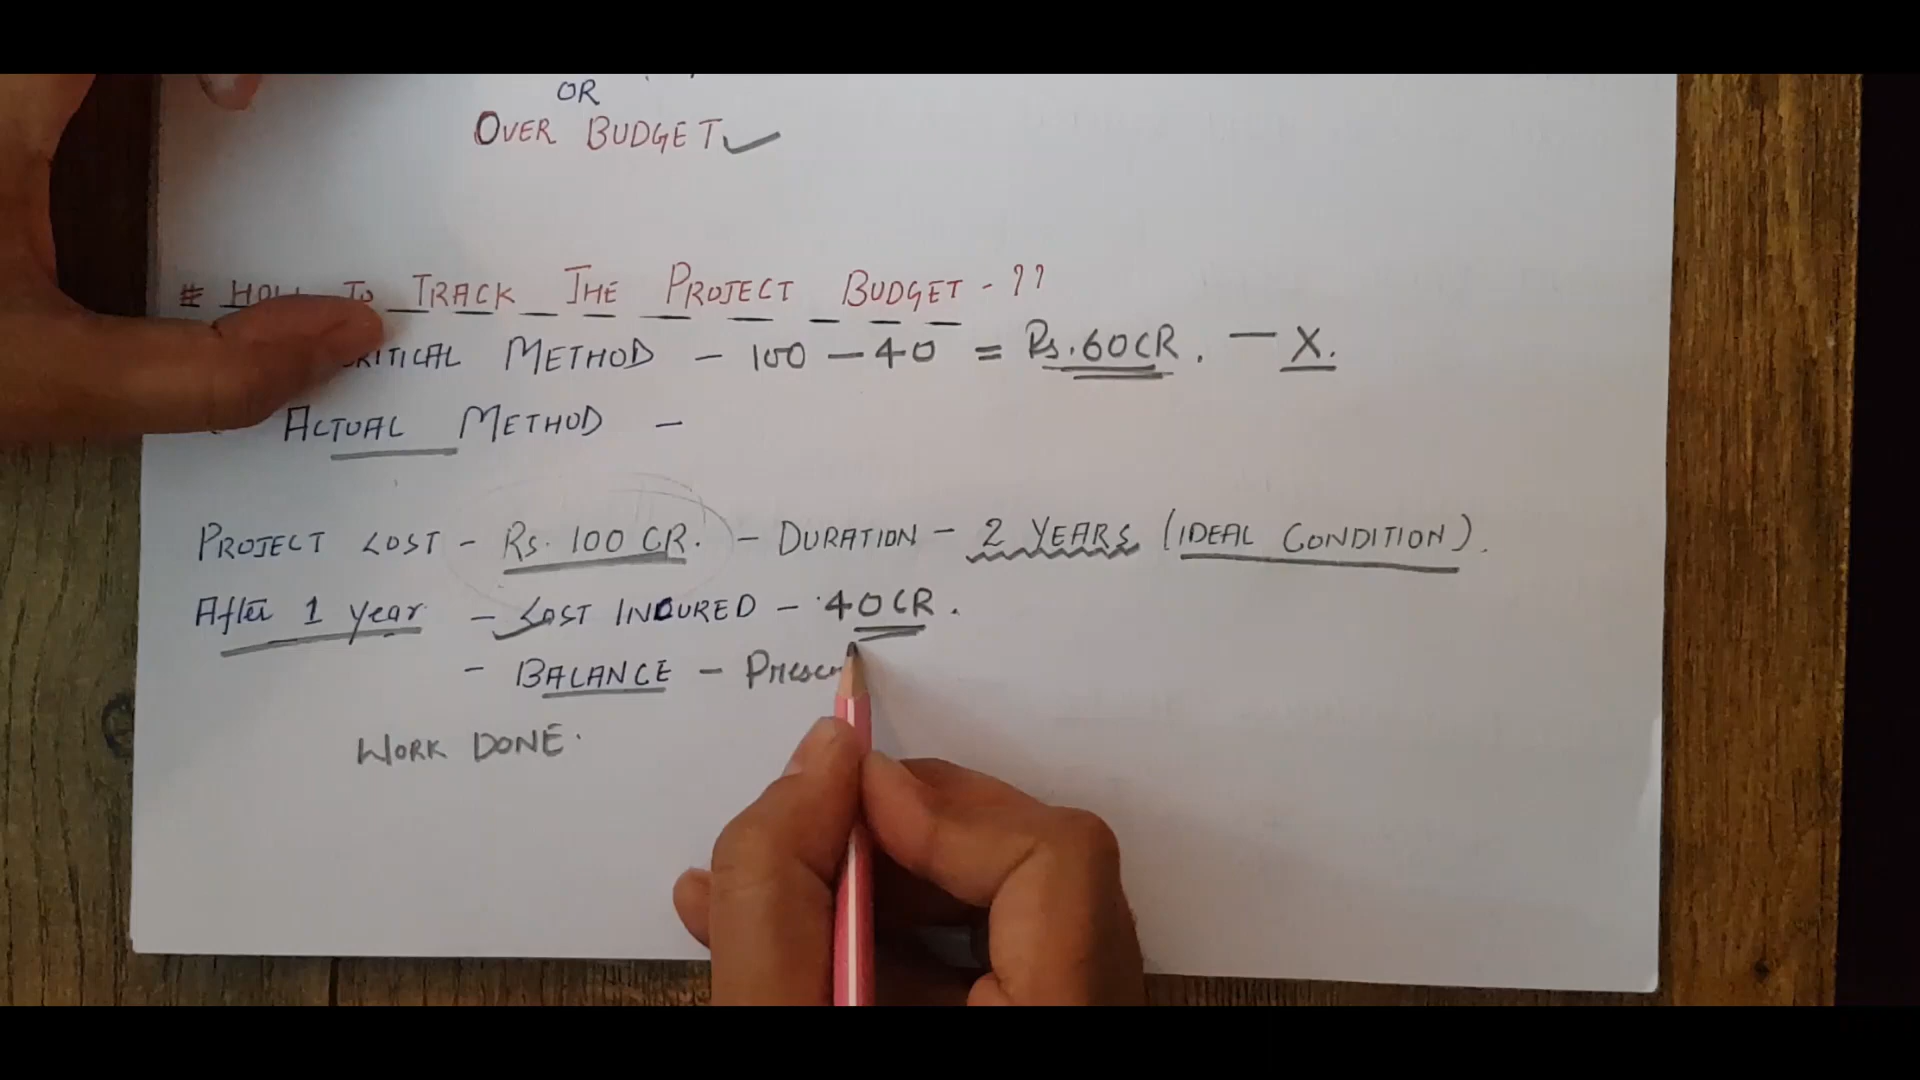 OR
OVER BUDGET
# HOW TO TRACK THE PROJECT BUDGET - ??
METHOD - 100 - 40 = Rs. 60CR. - X.
ACTUAL METHOD -
PROJECT COST - Rs. 100 CR. - DURATION - 2 YEARS (IDEAL CONDITION).
After 1 year - COST INCURED - 40CR.
- BALANCE -
WORK DONE.